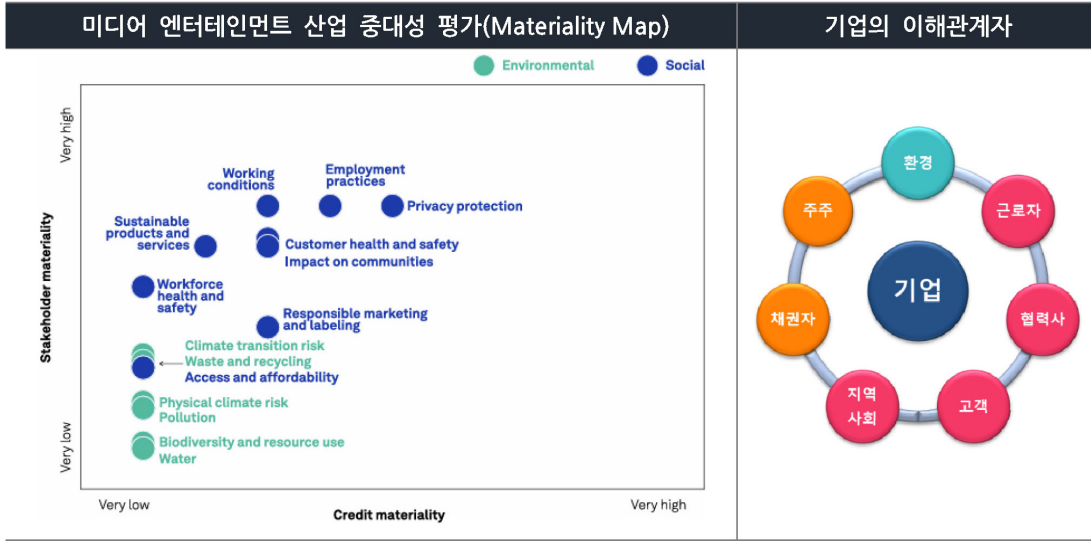 미디어 엔터테인먼트 산업 중대성 평가(Materiality Map)
기업의 이해관계자
Environmental
Social
Very high
Stakeholder materiality
Very low
Working
conditions
Employment
practices
Privacy protection
Sustainable
products and
services
Customer health and safety
Impact on communities
Workforce
health and
safety
Responsible marketing
and labeling
Climate transition risk
Waste and recycling
Access and affordability
Physical climate risk
Pollution
Biodiversity and resource use
Water
Very low
Very high
Credit materiality
환경
주주
근로자
기업
채권자
협력사
지역
사회
고객